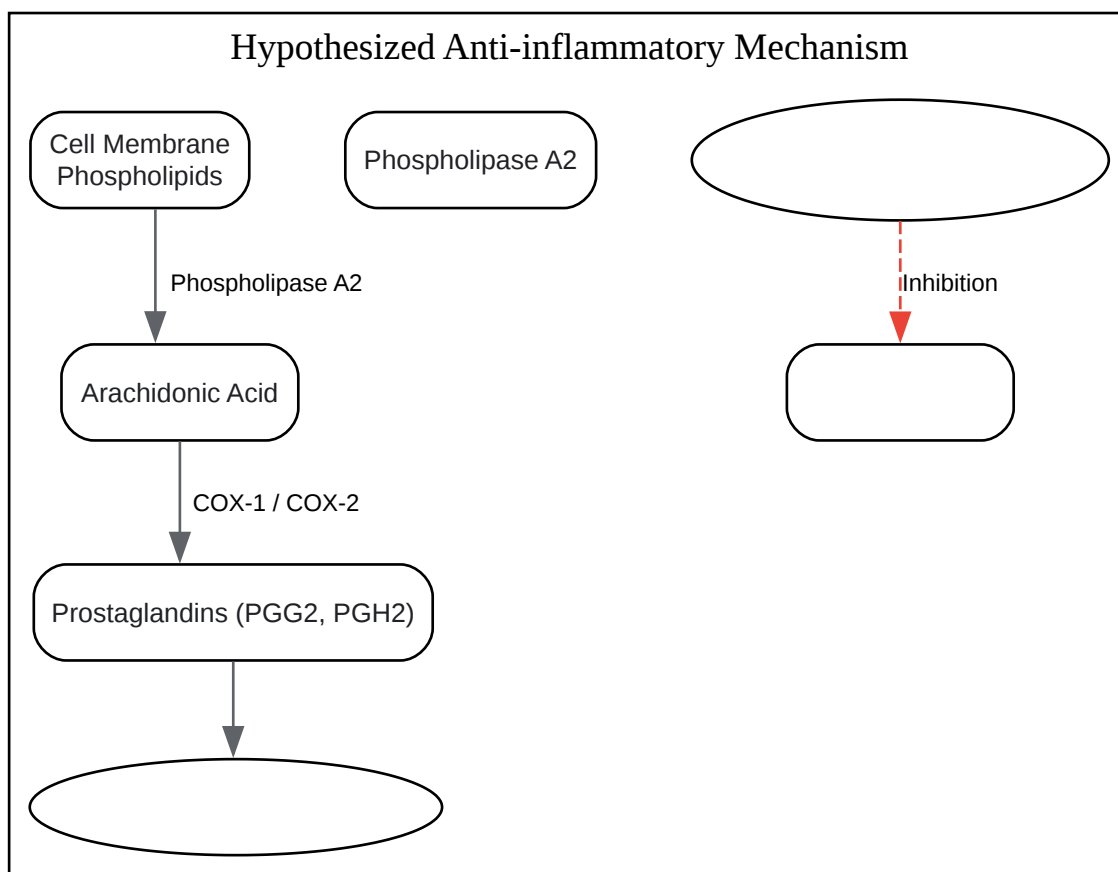 Hypothesized Anti-inflammatory Mechanism
Cell Membrane
Phospholipids
Phospholipase A2
Phospholipase A2
Inhibition
Arachidonic Acid
COX-1 / COX-2
Prostaglandins (PGG2, PGH2)